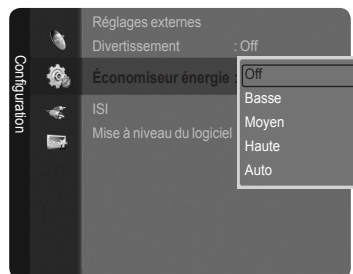 Configuration
Réglages externes
Divertissement : Off
Économiseur énergie :
ISI
Mise à niveau du logiciel
Off
Basse
Moyen
Haute
Auto